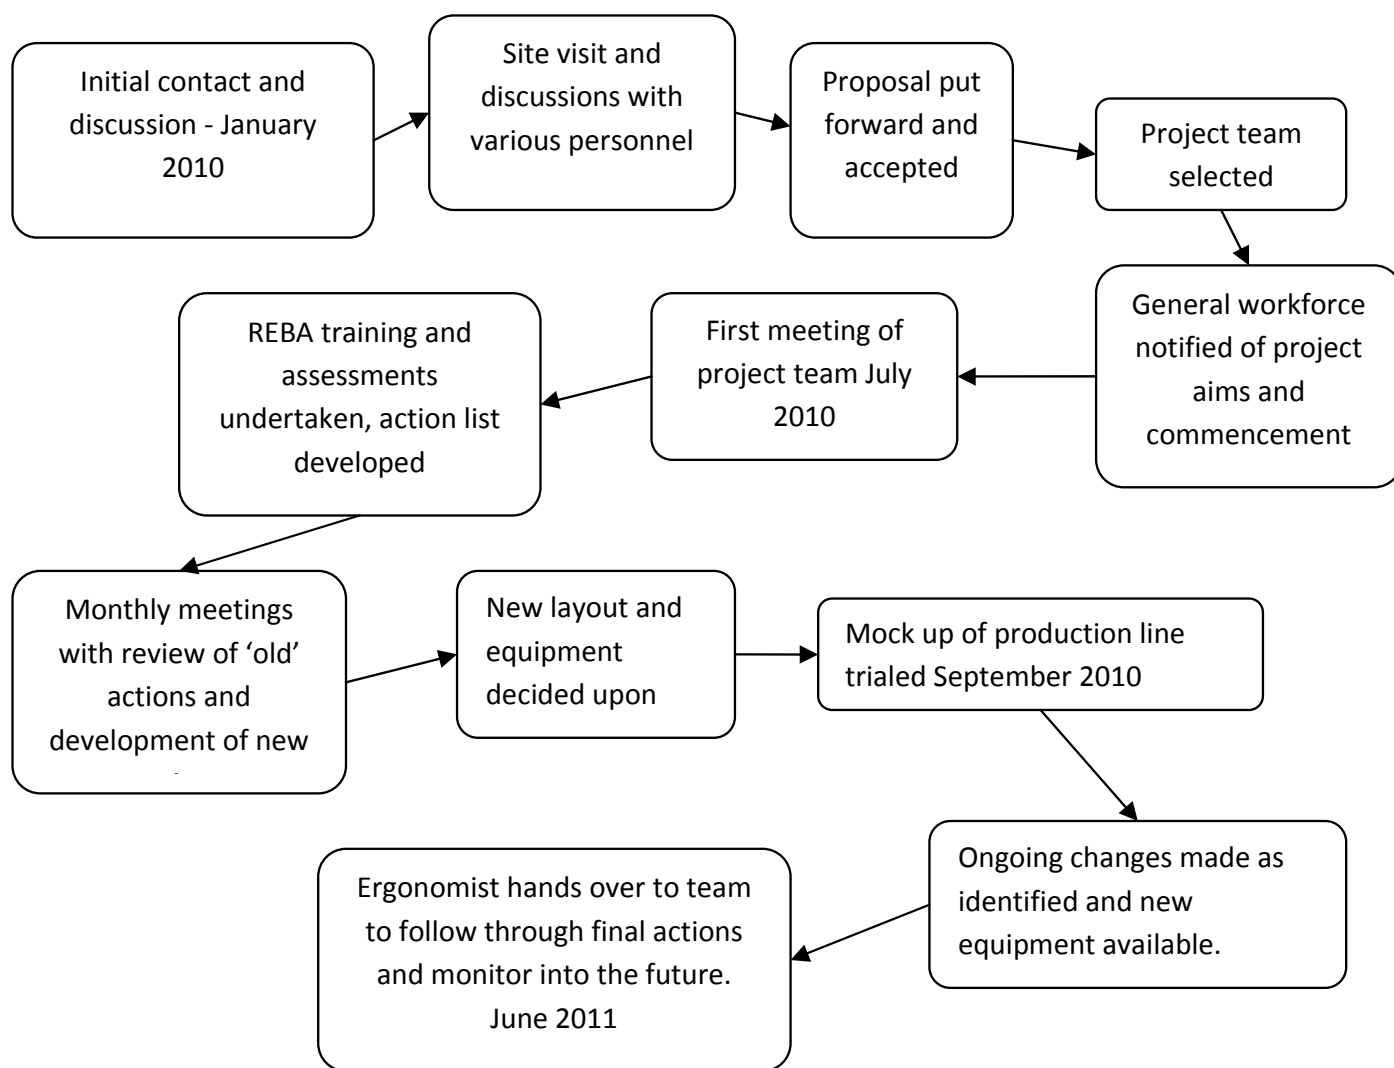 Initial contact and
discussion - January
2010
Site visit and
discussions with
various personnel
Proposal put
forward and
accepted
Project team
selected
General workforce
notified of project
aims and
commencement
First meeting of
project team July
2010
REBA training and
assessments
undertaken, action list
developed
Monthly meetings
with review of ‘old’
actions and
development of new
New layout and
equipment
decided upon
Mock up of production line
trialed September 2010
Ongoing changes made as
identified and new
equipment available.
Ergonomist hands over to team
to follow through final actions
and monitor into the future.
June 2011